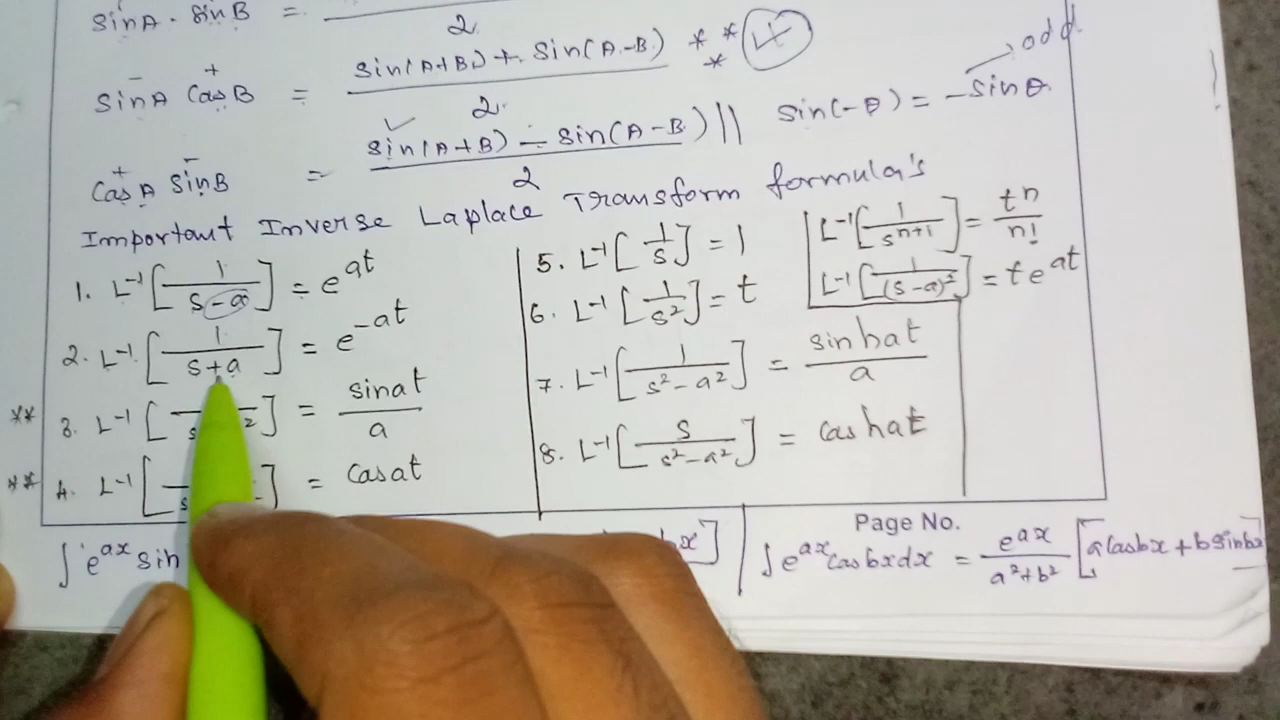 sinA . sinB = ――― / 2
sinA cosB = sin(A+B) + sin(A-B) / 2 * * * +
cosA sinB = sin(A+B) - sin(A-B) / 2 || sin(-θ) = -sinθ → odd
Important Inverse Laplace Transform formula's
1. L⁻¹[1/(s-a)] = e^{at}
2. L⁻¹[1/(s+a)] = e^{-at}
** 3. L⁻¹[ ] = sinat/a
** 4. L⁻¹[ ] = cosat
5. L⁻¹[1/s] = 1
6. L⁻¹[1/s²] = t
7. L⁻¹[1/(s²-a²)] = sinhat/a
8. L⁻¹[s/(s²-a²)] = coshat
L⁻¹[1/s^{n+1}] = t^n/n!
L⁻¹[1/(s-a)²] = te^{at}
Page No.
∫e^{ax} sin bx]
∫e^{ax} cosbxdx = e^{ax}/(a²+b²) [acosbx + bsinbx]